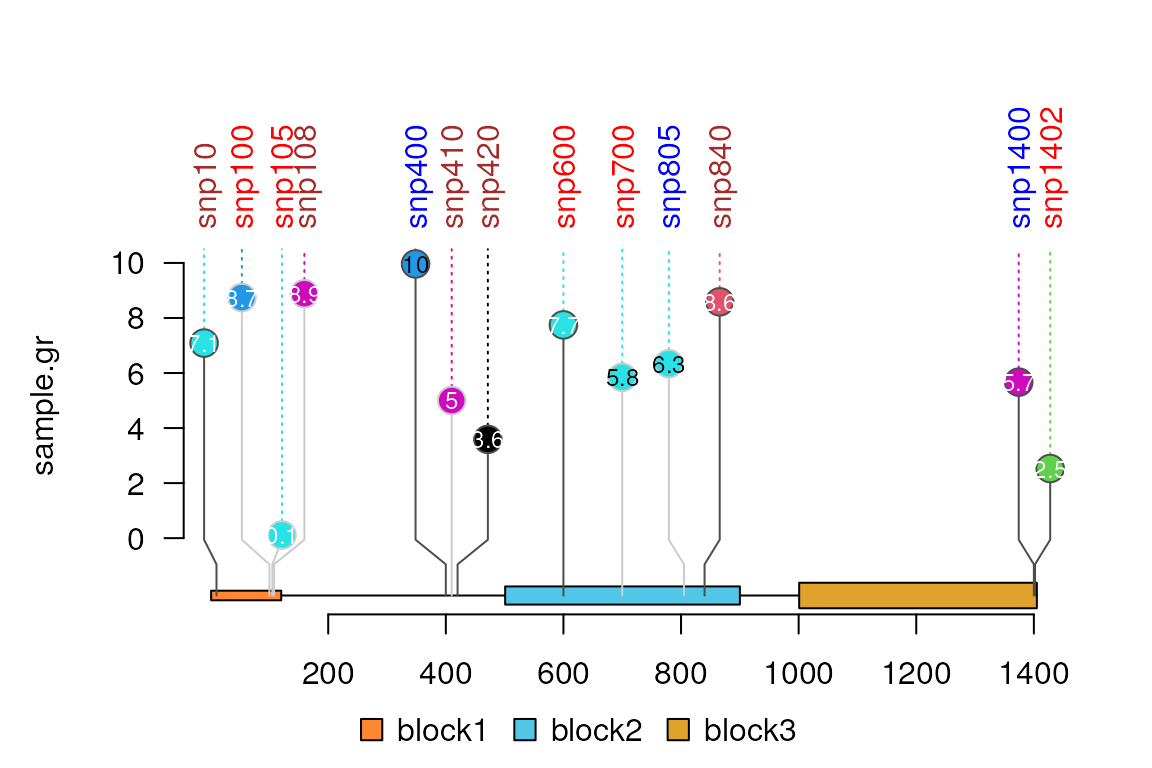 snp10
snp100
snp105
snp108
snp400
snp410
snp420
snp600
snp700
snp805
snp840
snp1400
snp1402
sample.gr
10
8
6
4
2
0
7.1
8.7
0.1
8.9
10
5
3.6
7.7
5.8
6.3
8.6
5.7
2.5
200 400 600 800 1000 1200 1400
block1 block2 block3